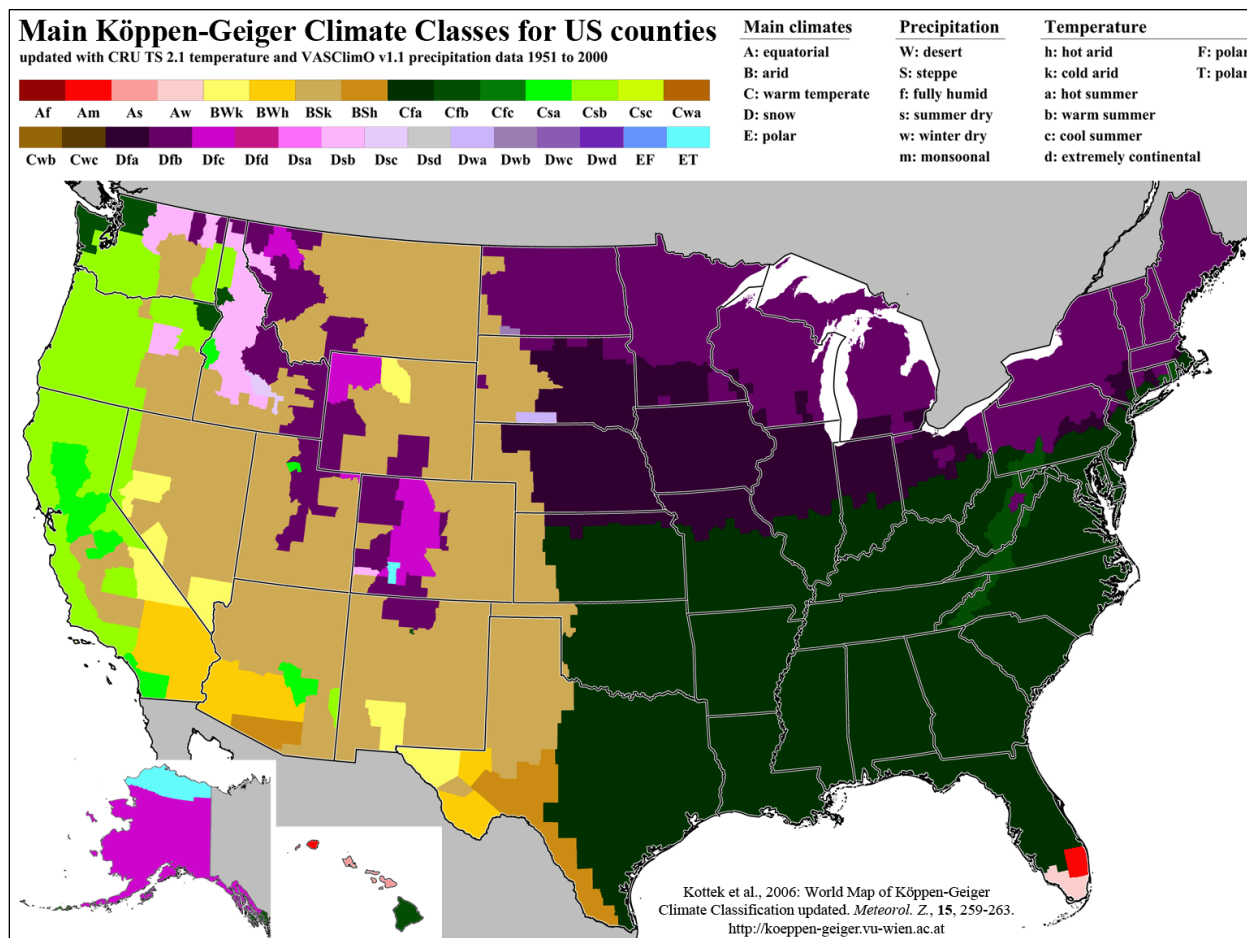 Main Köppen-Geiger Climate Classes for US counties
updated with CRU TS 2.1 temperature and VASClimO v1.1 precipitation data 1951 to 2000
Af Am As Aw BWk BWh BSk BSh Cfa Cfb Cfc Csa Csb Csc Cwa
Cwb Cwc Dfa Dfb Dfc Dfd Dsa Dsb Dsc Dsd Dwa Dwb Dwc Dwd EF ET
Main climates
A: equatorial
B: arid
C: warm temperate
D: snow
E: polar
Precipitation
W: desert
S: steppe
f: fully humid
s: summer dry
w: winter dry
m: monsoonal
Temperature
h: hot arid F: polar
k: cold arid T: polar
a: hot summer
b: warm summer
c: cool summer
d: extremely continental
Kottek et al., 2006: World Map of Köppen-Geiger
Climate Classification updated. Meteorol. Z., 15, 259-263.
http://koeppen-geiger.vu-wien.ac.at